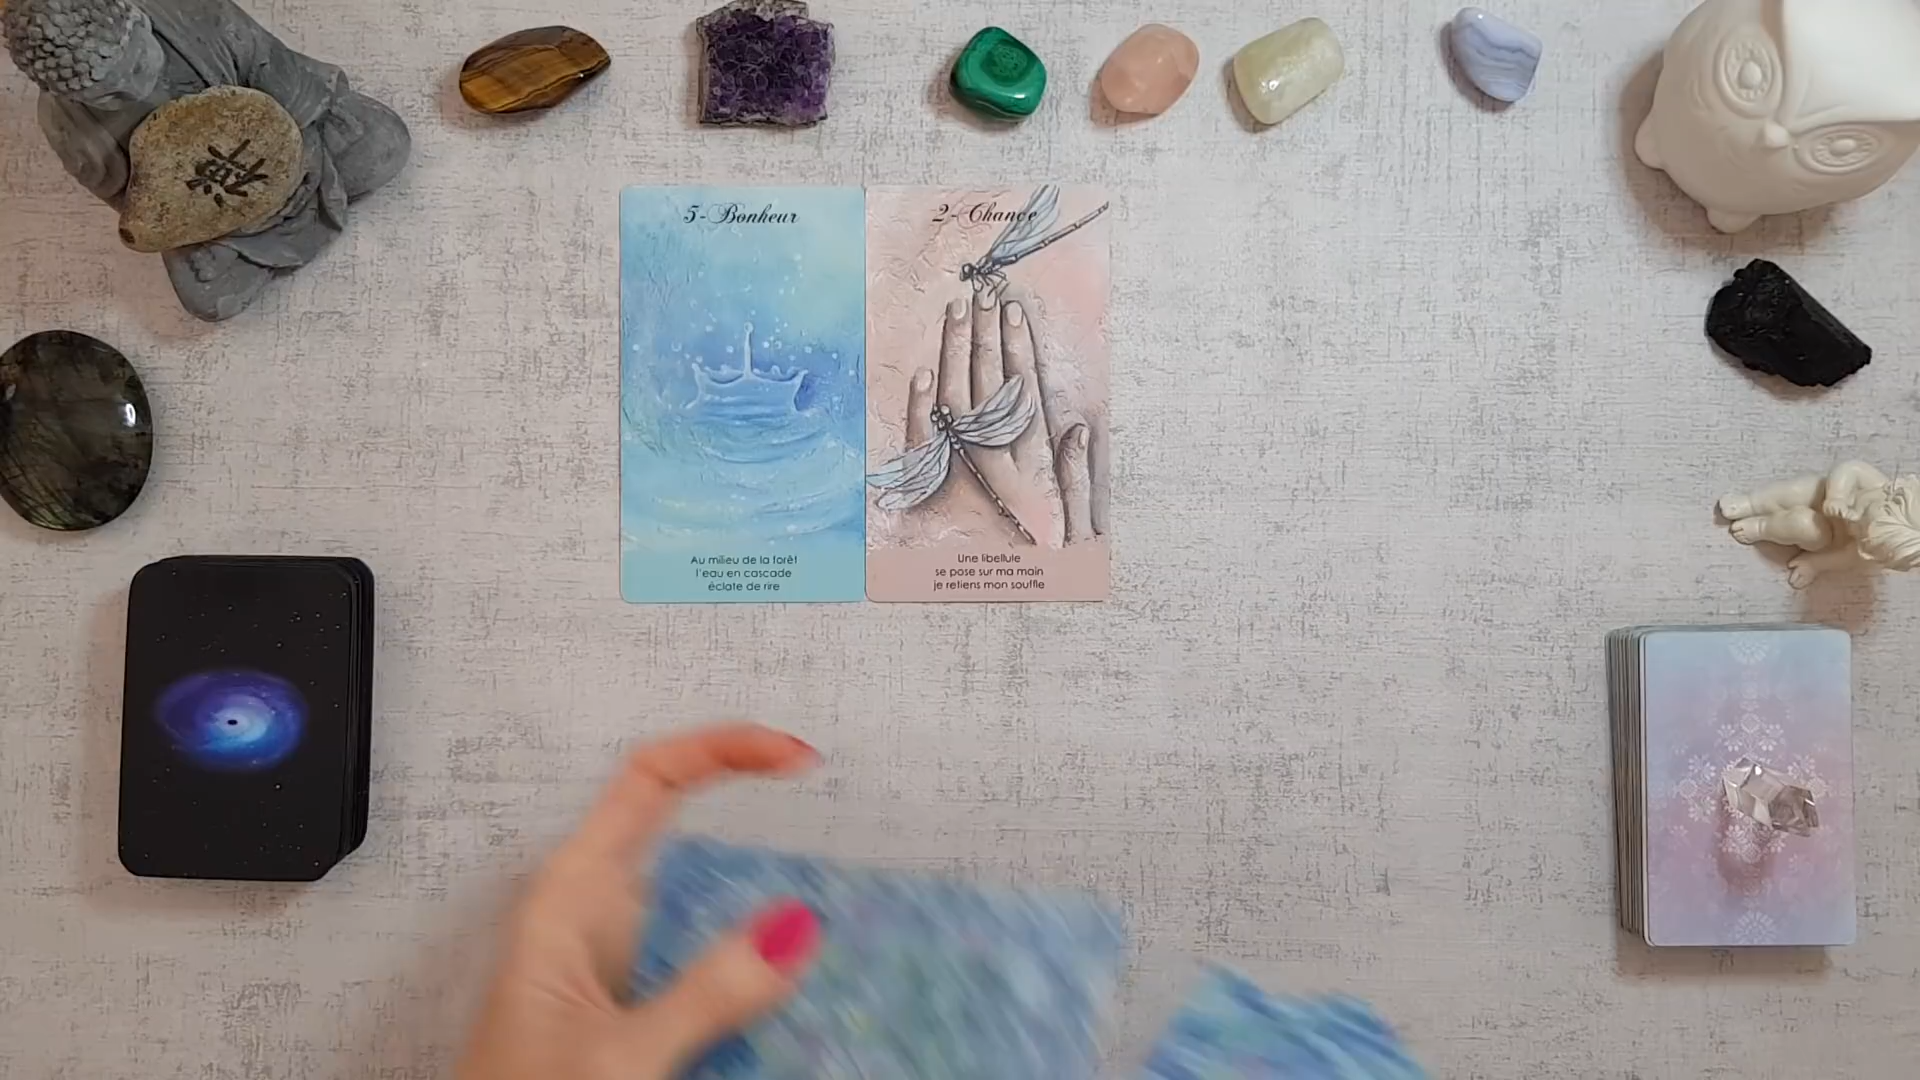 5-Bonheur
Au milieu de la forêt
l'eau en cascade
éclate de rire
2-Chance
Une libellule
se pose sur ma main
je retiens mon souffle